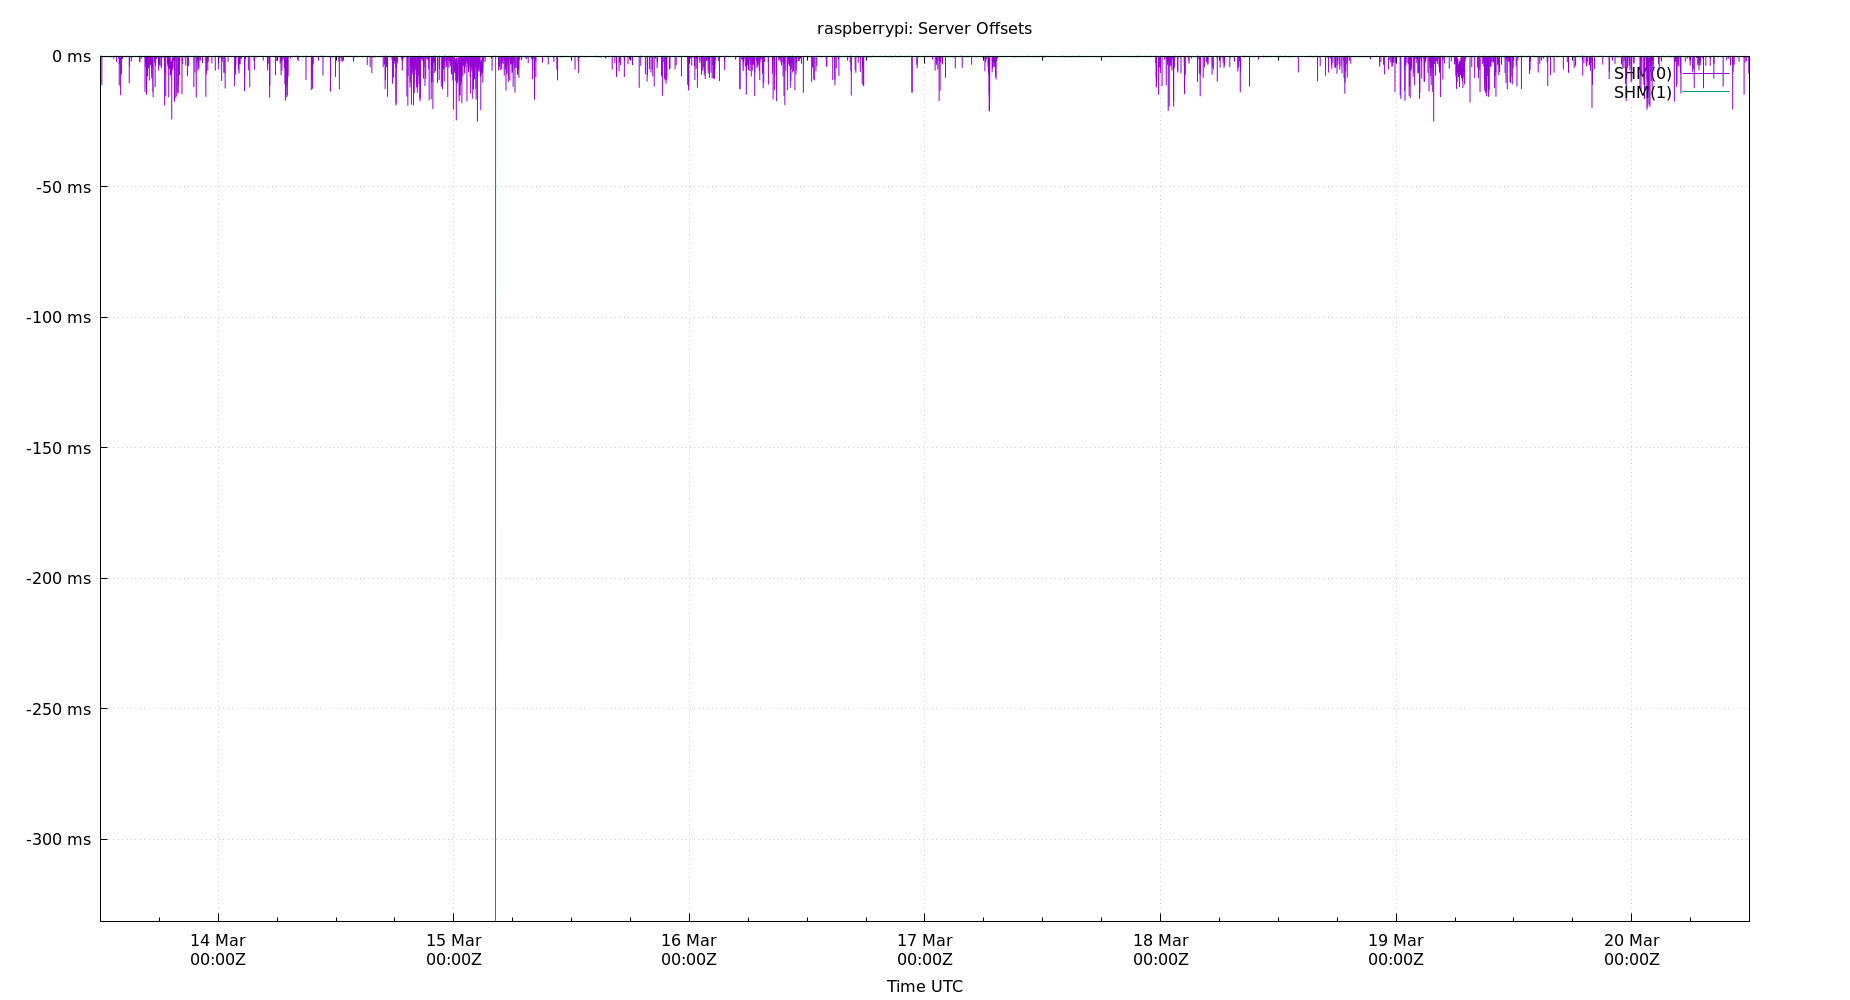 raspberrypi: Server Offsets
0 ms
SHM(0)
SHM(1)
-50 ms
-100 ms
-150 ms
-200 ms
-250 ms
-300 ms
14 Mar 15 Mar 16 Mar 17 Mar 18 Mar 19 Mar 20 Mar
00:00Z 00:00Z 00:00Z 00:00Z 00:00Z 00:00Z 00:00Z
Time UTC